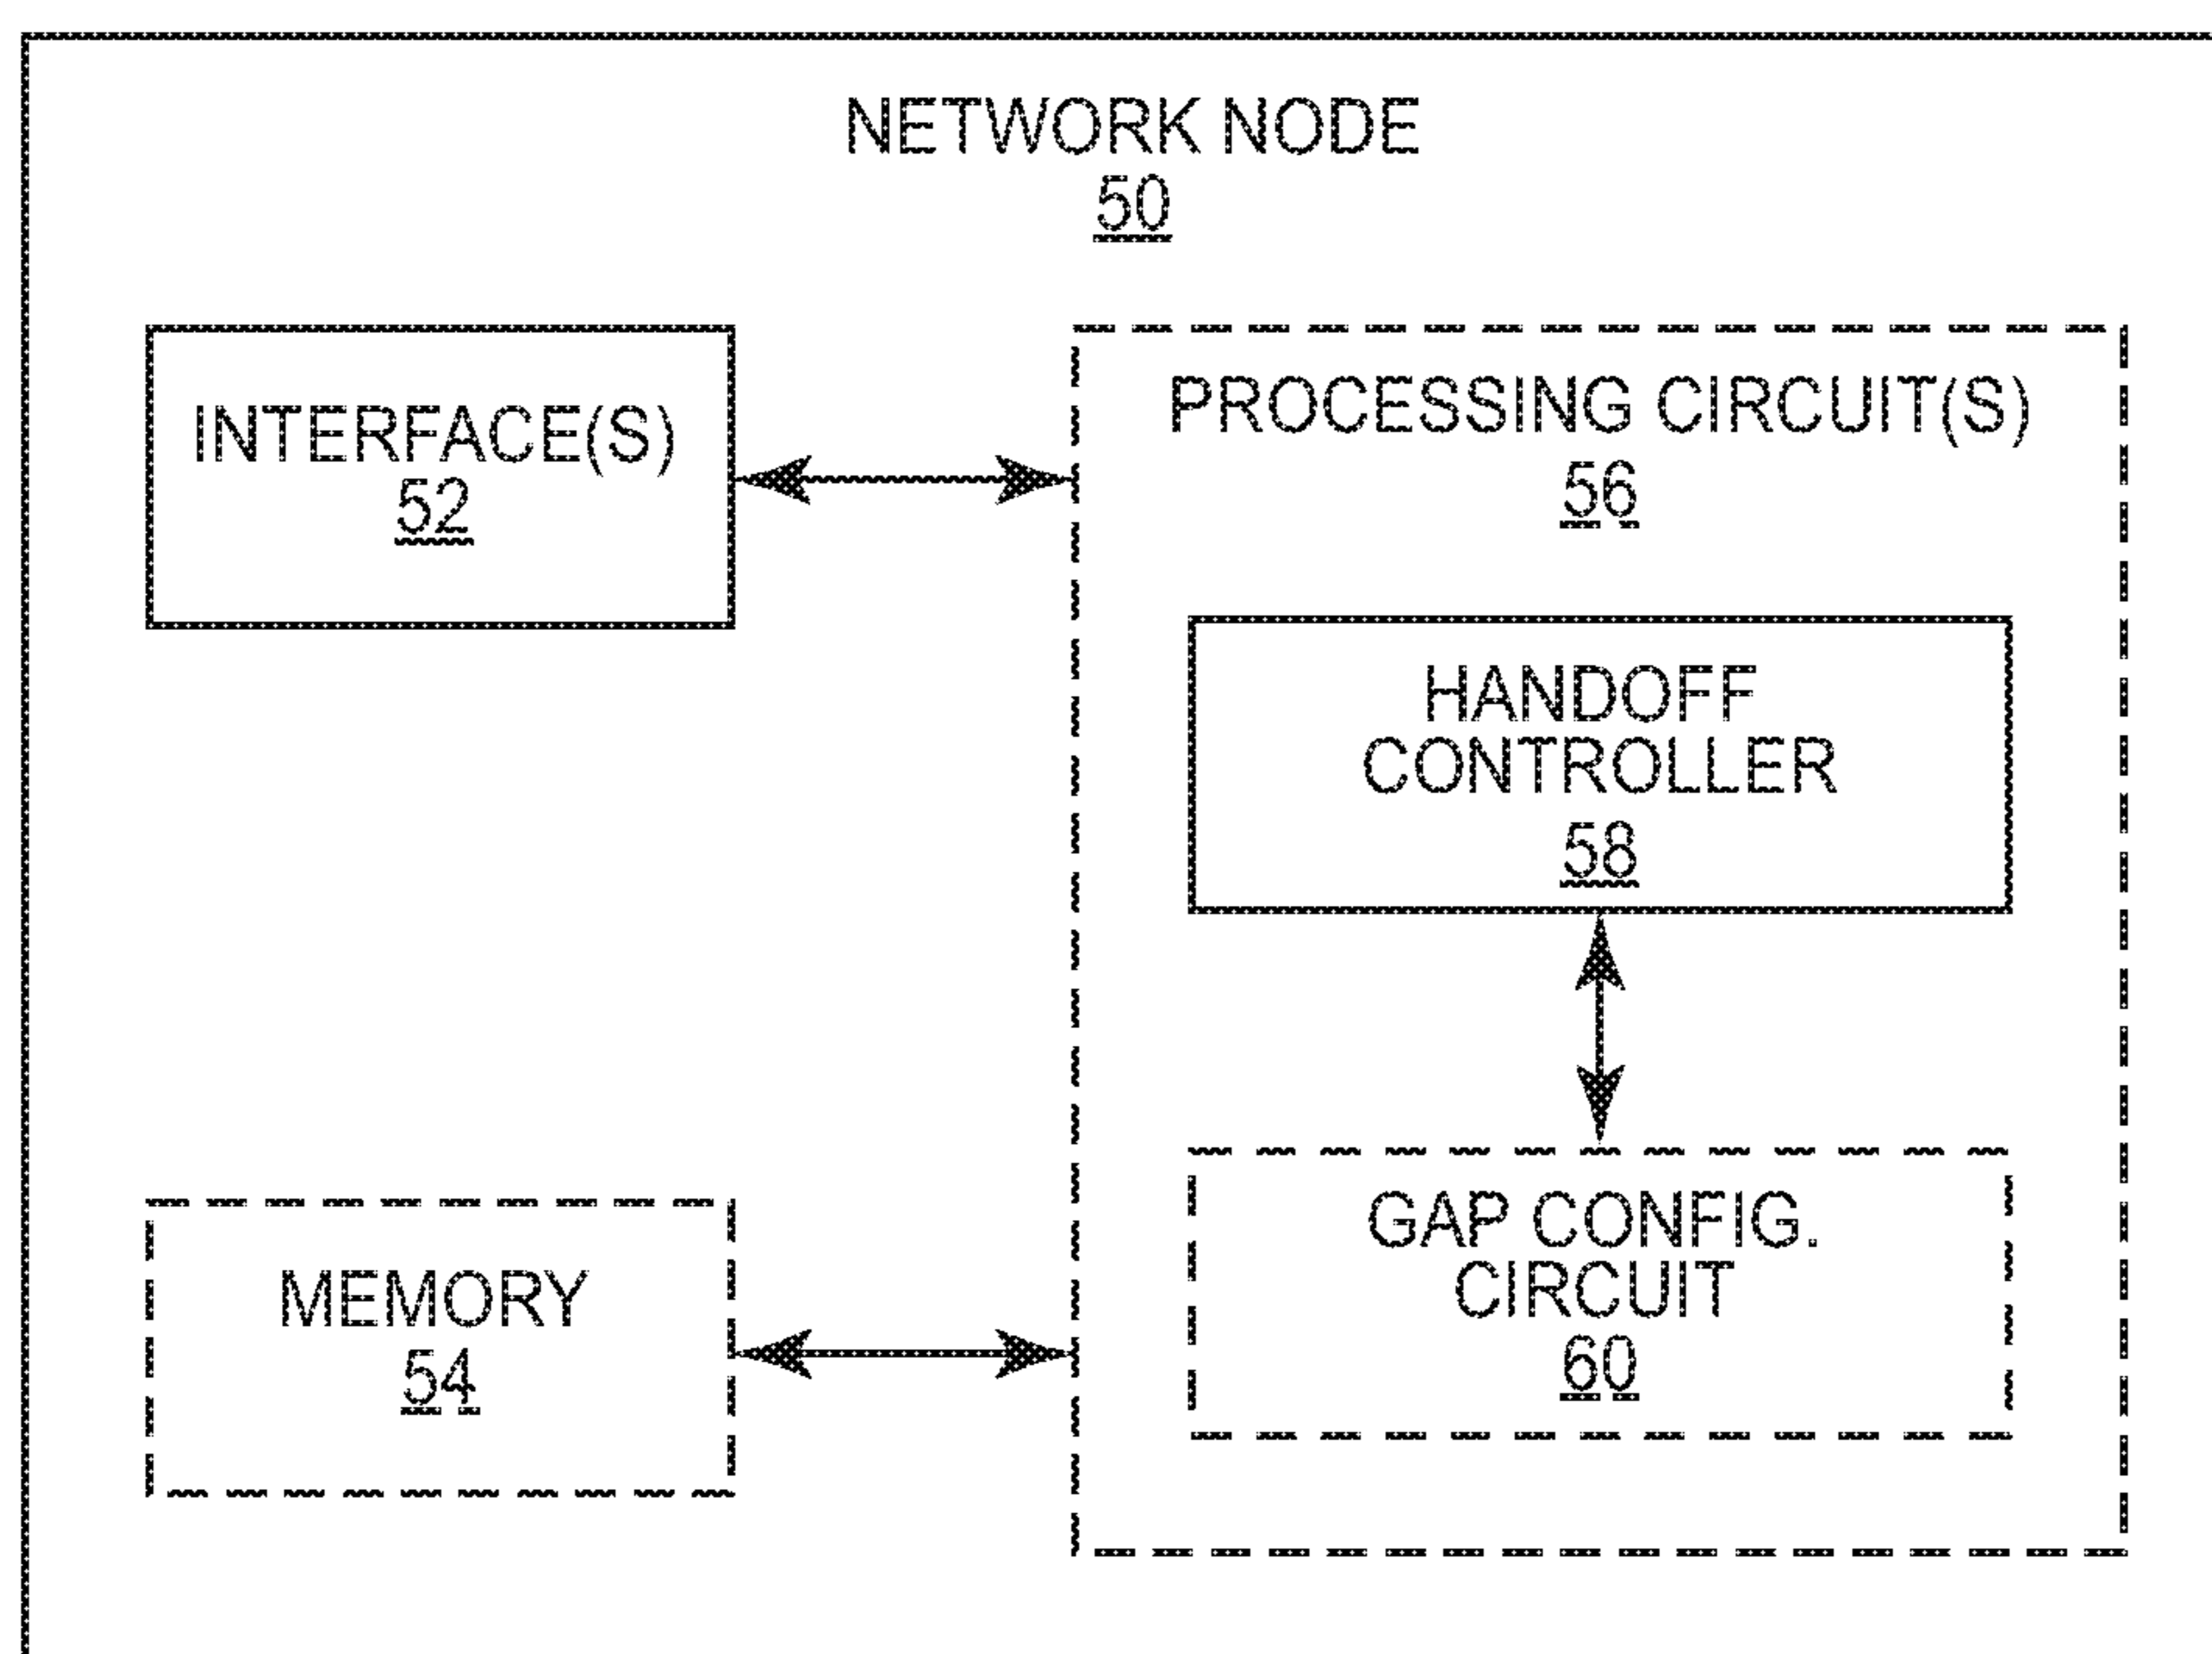 NETWORK NODE
50
INTERFACE(S)
52
PROCESSING CIRCUIT(S)
56
HANDOFF
CONTROLLER
58
GAP CONFIG.
CIRCUIT
60
MEMORY
54